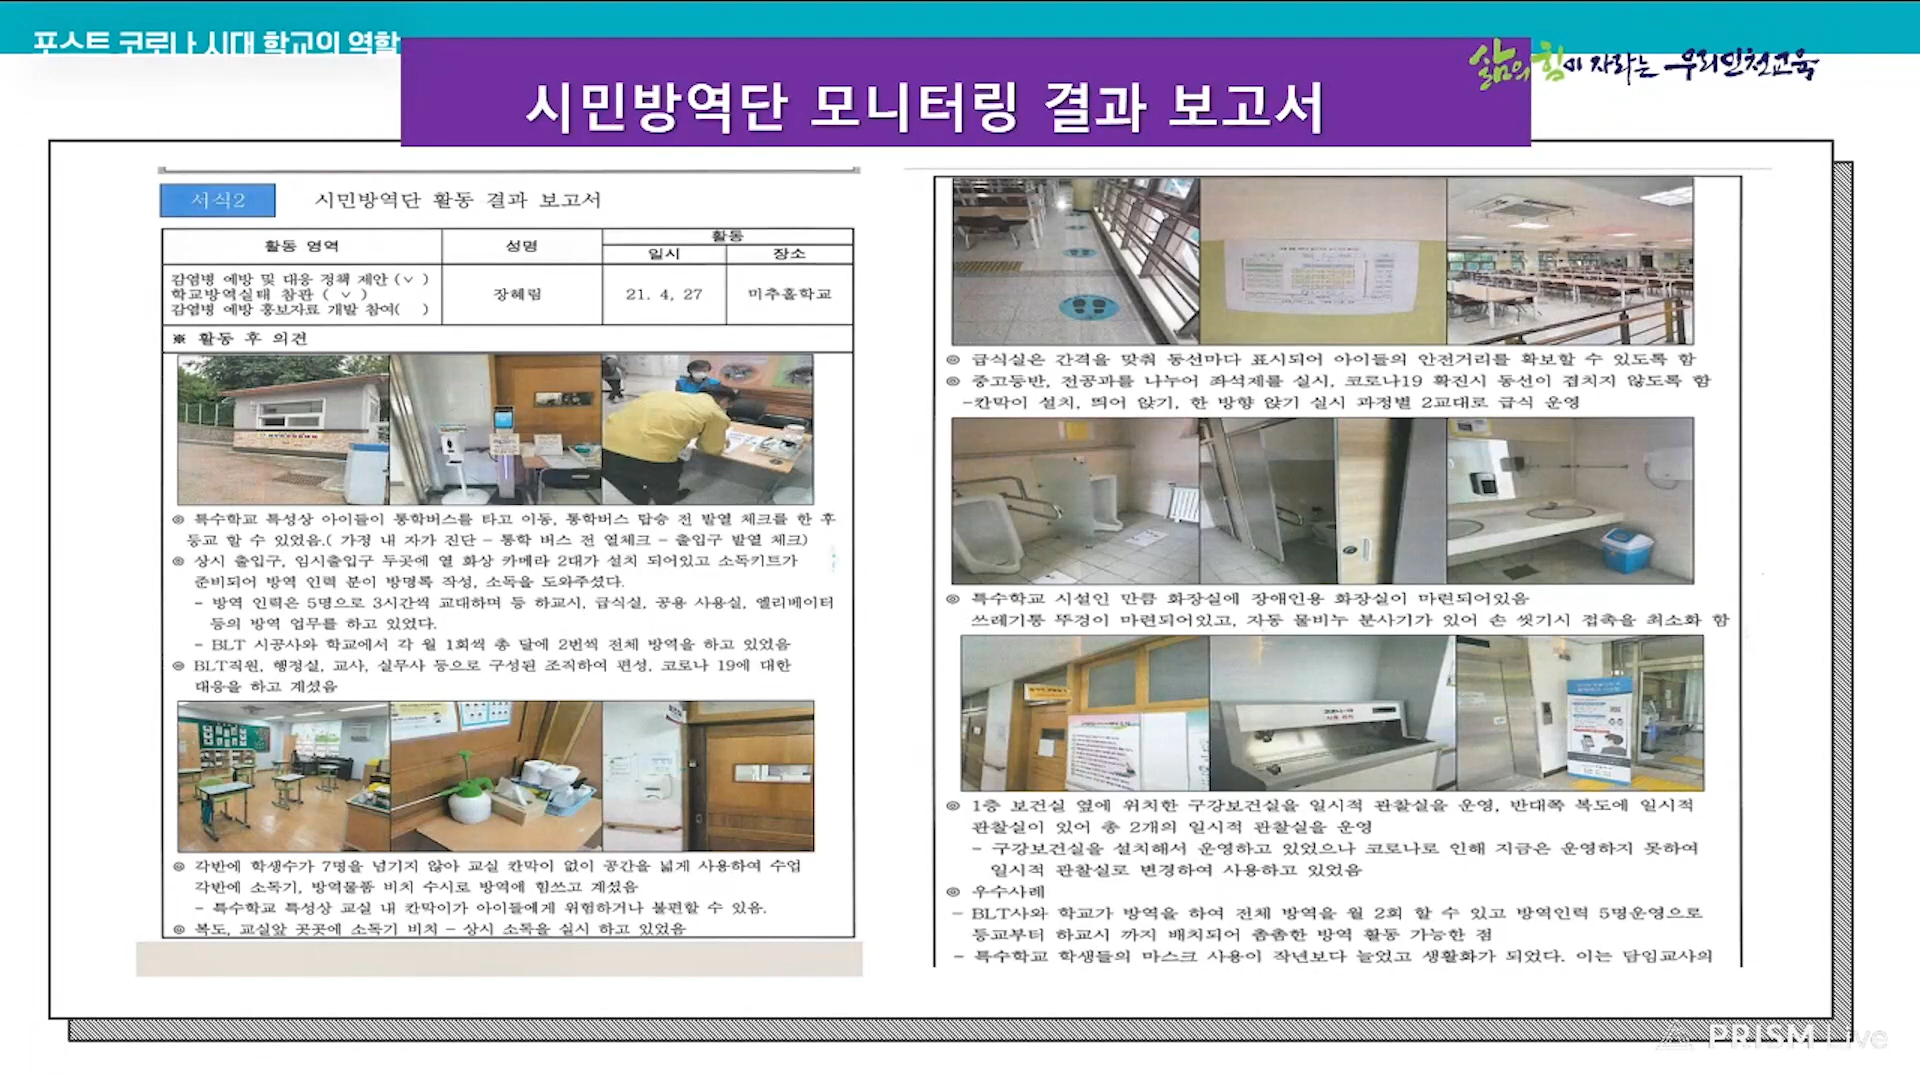 포스트 코로나 시대 학교의 역할
삶의 힘이 자라는 우리인천교육
시민방역단 모니터링 결과 보고서
서식2
시민방역단 활동 결과 보고서
활동 영역
성명
활동
일시
장소
감염병 예방 및 대응 정책 제안 (∨ )
학교방역실태 참관 ( ∨ )
감염병 예방 홍보자료 개발 참여( )
장혜림
21. 4, 27
미추홀학교
※ 활동 후 의견
◎ 특수학교 특성상 아이들이 통학버스를 타고 이동, 통학버스 탑승 전 발열 체크를 한 후
등교 할 수 있었음.( 가정 내 자가 진단 - 통학 버스 전 열체크 - 출입구 발열 체크)
◎ 상시 출입구, 임시출입구 두곳에 열 화상 카메라 2대가 설치 되어있고 소독키트가
준비되어 방역 인력 분이 방명록 작성, 소독을 도와주셨다.
- 방역 인력은 5명으로 3시간씩 교대하며 등 하교시, 급식실, 공용 사용실, 엘리베이터
등의 방역 업무를 하고 있었다.
- BLT 시공사와 학교에서 각 월 1회씩 총 달에 2번씩 전체 방역을 하고 있었음
◎ BLT직원, 행정실, 교사, 실무사 등으로 구성된 조직하여 편성, 코로나 19에 대한
대응을 하고 계셨음
◎ 각반에 학생수가 7명을 넘기지 않아 교실 칸막이 없이 공간을 넓게 사용하여 수업
각반에 소독기, 방역물품 비치 수시로 방역에 힘쓰고 계셨음
- 특수학교 특성상 교실 내 칸막이가 아이들에게 위험하거나 불편할 수 있음.
◎ 복도, 교실앞 곳곳에 소독기 비치 - 상시 소독을 실시 하고 있었음
◎ 급식실은 간격을 맞춰 동선마다 표시되어 아이들의 안전거리를 확보할 수 있도록 함
◎ 중고등반, 전공과를 나누어 좌석제를 실시, 코로나19 확진시 동선이 겹치지 않도록 함
-칸막이 설치, 띄어 앉기, 한 방향 앉기 실시 과정별 2교대로 급식 운영
◎ 특수학교 시설인 만큼 화장실에 장애인용 화장실이 마련되어있음
쓰레기통 뚜껑이 마련되어있고, 자동 물비누 분사기가 있어 손 씻기시 접촉을 최소화 함
◎ 1층 보건실 옆에 위치한 구강보건실을 일시적 관찰실을 운영, 반대쪽 복도에 일시적
관찰실이 있어 총 2개의 일시적 관찰실을 운영
- 구강보건실을 설치해서 운영하고 있었으나 코로나로 인해 지금은 운영하지 못하여
일시적 관찰실로 변경하여 사용하고 있었음
◎ 우수사례
- BLT사와 학교가 방역을 하여 전체 방역을 월 2회 할 수 있고 방역인력 5명운영으로
등교부터 하교시 까지 배치되어 촘촘한 방역 활동 가능한 점
- 특수학교 학생들의 마스크 사용이 작년보다 늘었고 생활화가 되었다. 이는 담임교사의
PRISM Live